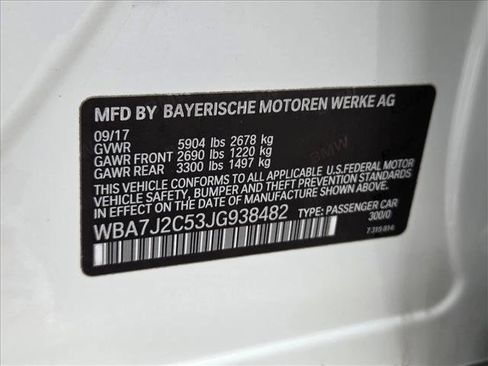 MFD BY BAYERISCHE MOTOREN WERKE AG
09/17
GVWR 5904 lbs 2678 kg
GAWR FRONT 2690 lbs 1220 kg
GAWR REAR 3300 lbs 1497 kg
THIS VEHICLE CONFORMS TO ALL APPLICABLE U.S.FEDERAL MOTOR
VEHICLE SAFETY, BUMPER, AND THEFT PREVENTION STANDARDS
IN EFFECT ON THE DATE OF MANUFACTURE SHOWN ABOVE.
WBA7J2C53JG938482 TYPE: PASSENGER CAR
300/0
BMW